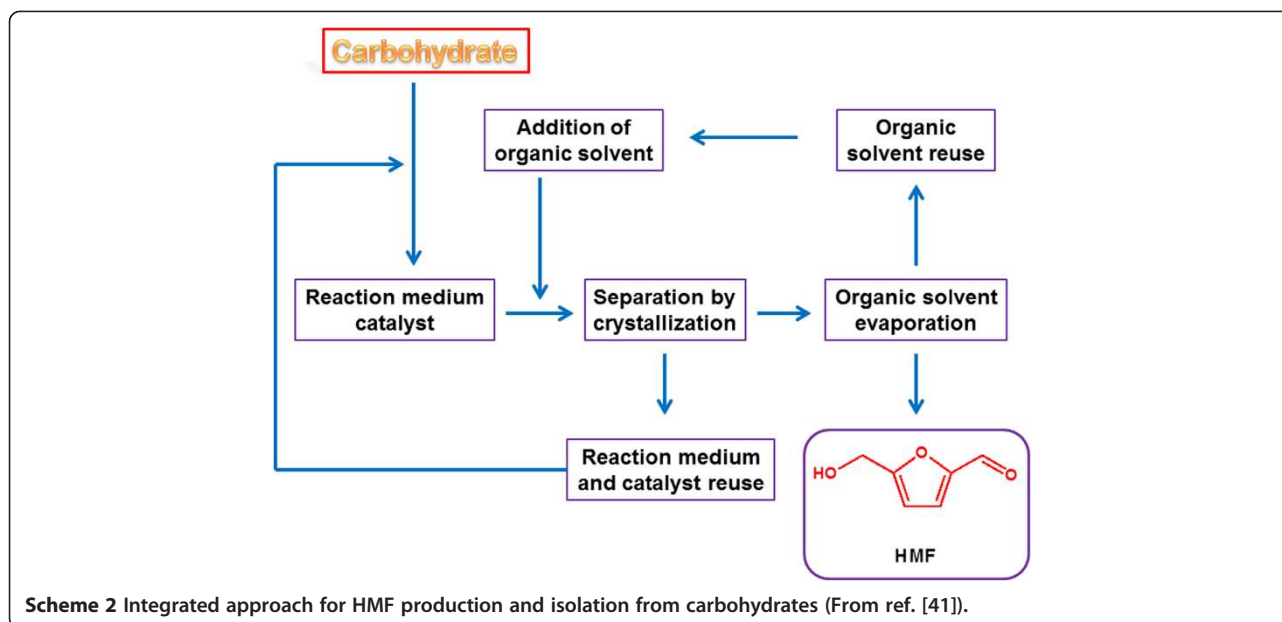 Carbohydrate
Addition of
organic solvent
Organic
solvent reuse
Reaction medium
catalyst
Separation by
crystallization
Organic solvent
evaporation
Reaction medium
and catalyst reuse
HO
O
O
HMF
Scheme 2 Integrated approach for HMF production and isolation from carbohydrates (From ref. [41]).